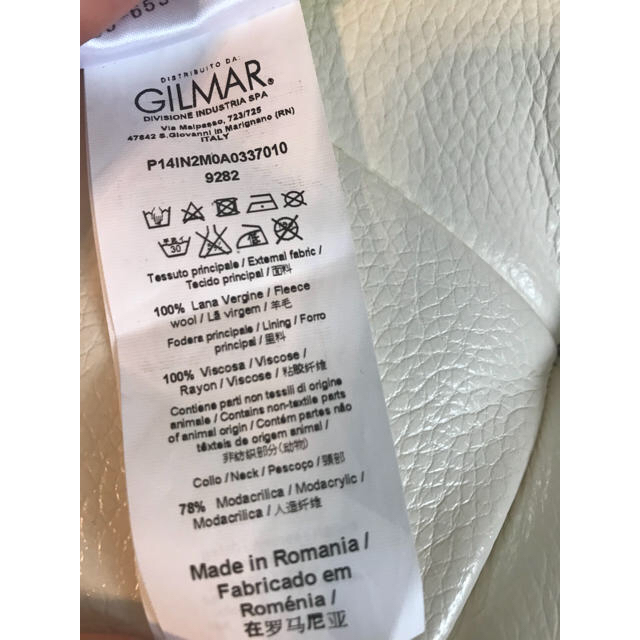 DISTRIBUITO DA:
GILMAR®
DIVISIONE INDUSTRIA SPA
Via Malpasso, 723/725
47842 S.Giovanni in Marignano (RN)
ITALY
P14IN2M0A0337010
9282
30
Tessuto principale / External fabric /
Tecido principal / 面料
100% Lana Vergine / Fleece
wool / Lã virgem / 羊毛
Fodera principale / Lining / Forro
principal / 里料
100% Viscosa / Viscose /
Rayon / Viscose / 粘胶纤维
Contiene parti non tessili di origine
animale / Contains non-textile parts
of animal origin / Contém partes não
têxteis de origem animal /
非纺织部分(动物)
Collo / Neck / Pescoço / 颈部
78% Modacrilica / Modacrylic /
Modacrilica / 人造纤维
Made in Romania /
Fabricado em
Roménia /
在罗马尼亚